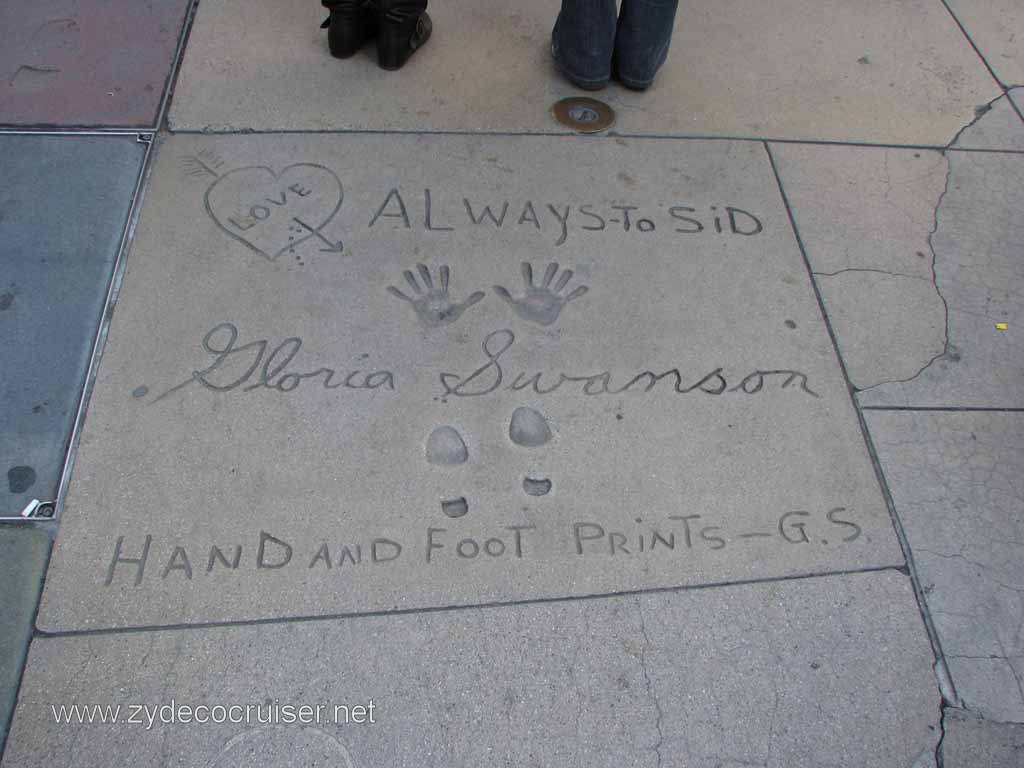 LOVE ALWAYS-TO SiD
Gloria Swanson
HAND AND FOOT PRiNTS-G.S.
www.zydecocruiser.net